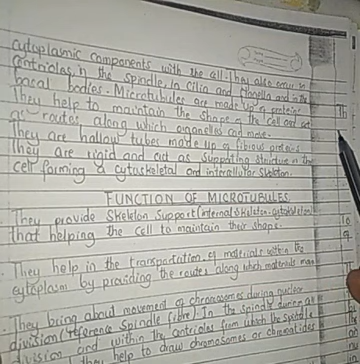 cytoplasmic components with the cell. They also occur in
Centrioles, in the spindle, in cilia and flagella and in the
basal bodies. Microtubules are made up of proteins
They help to maintain the shape of the cell and act
as routes along which organelles can move.
They are hallow tubes made up of fibious proteins
They are rigid and act as supporting structure in the
cell forming a cytoskeletal and intracellular skeleton.
FUNCTION OF MICROTUBULES
They provide skeleton support (internal skeleton - cytoskeleton)
that helping the cell to maintain their shape.
They help in the transportation of materials within the
cytoplasm by providing the routes along which materials move
They bring about movement of chromosomes during nuclear
division (reference spindle fibre). In the spindle during
division, and within the centrioles from which the spindle
they help to draw chromosomes or chromatides